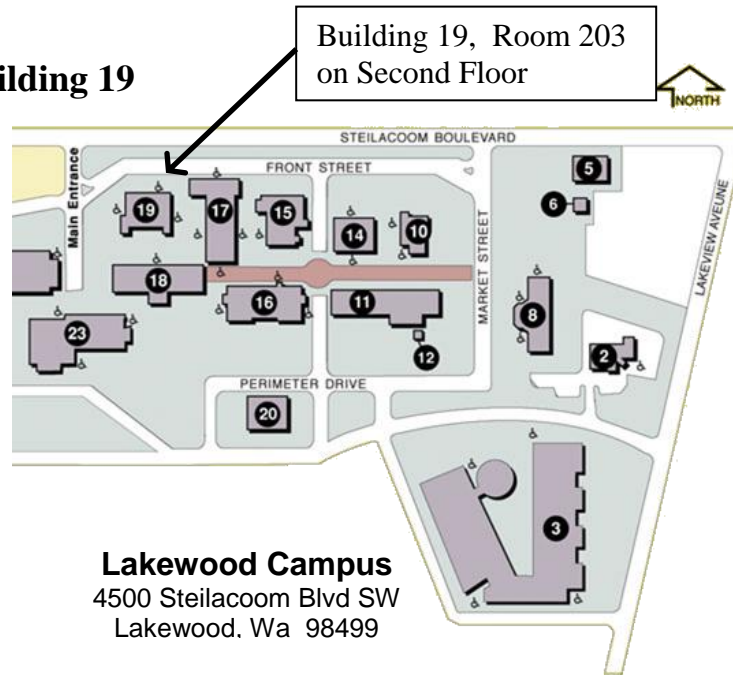 Building 19, Room 203
on Second Floor
ilding 19
NORTH
STEILACOOM BOULEVARD
Main Entrance
FRONT STREET
5
6
19
17
15
14
10
MARKET STREET
LAKEVIEW AVEUNE
18
16
11
8
23
12
2
PERIMETER DRIVE
20
3
Lakewood Campus
4500 Steilacoom Blvd SW
Lakewood, Wa 98499